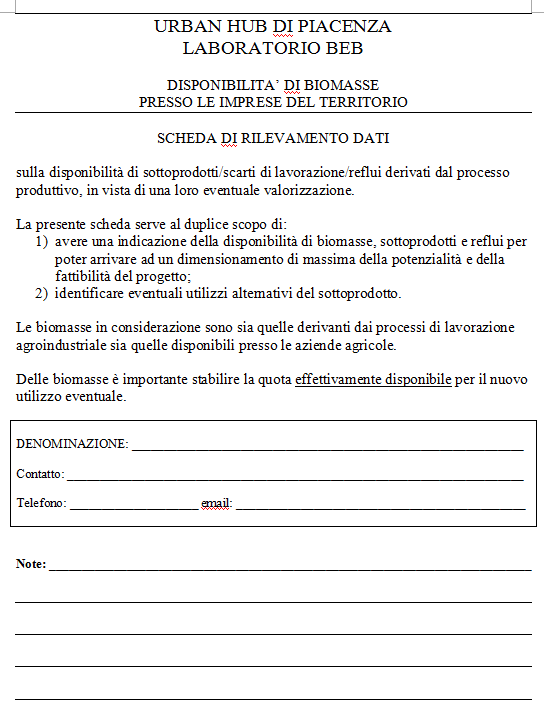 URBAN HUB DI PIACENZA
LABORATORIO BEB
DISPONIBILITA’ DI BIOMASSE
PRESSO LE IMPRESE DEL TERRITORIO
SCHEDA DI RILEVAMENTO DATI
sulla disponibilità di sottoprodotti/scarti di lavorazione/reflui derivati dal processo
produttivo, in vista di una loro eventuale valorizzazione.
La presente scheda serve al duplice scopo di:
1) avere una indicazione della disponibilità di biomasse, sottoprodotti e reflui per
poter arrivare ad un dimensionamento di massima della potenzialità e della
fattibilità del progetto;
2) identificare eventuali utilizzi alternativi del sottoprodotto.
Le biomasse in considerazione sono sia quelle derivanti dai processi di lavorazione
agroindustriale sia quelle disponibili presso le aziende agricole.
Delle biomasse è importante stabilire la quota effettivamente disponibile per il nuovo
utilizzo eventuale.
DENOMINAZIONE:
Contatto:
Telefono: email:
Note: